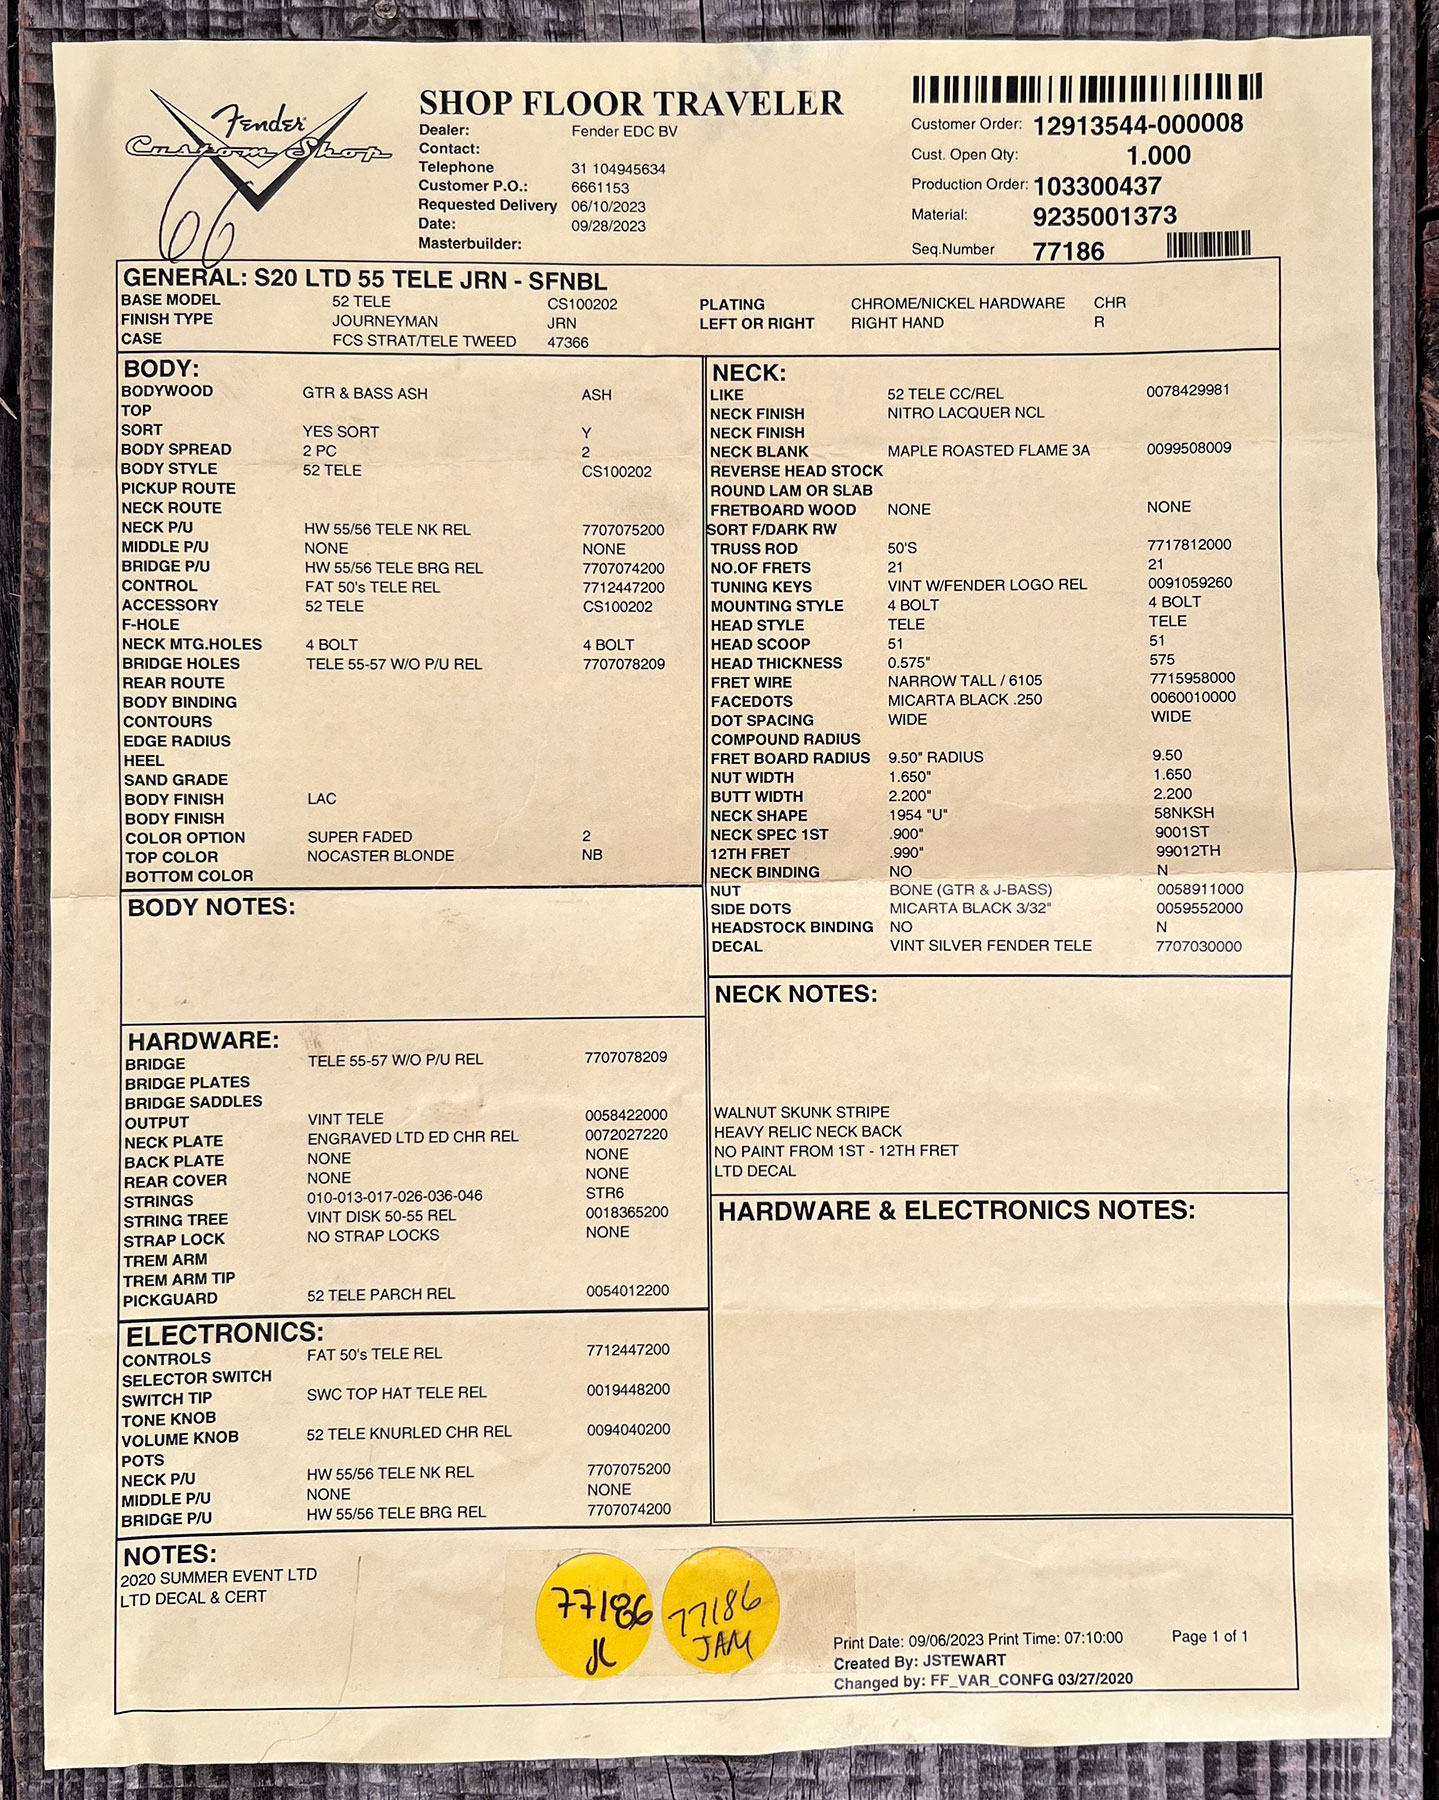 Fender
Custom Shop
66
SHOP FLOOR TRAVELER
Dealer: Fender EDC BV
Contact:
Telephone 31 104945634
Customer P.O.: 6661153
Requested Delivery 06/10/2023
Date: 09/28/2023
Masterbuilder:
Customer Order: 12913544-000008
Cust. Open Qty: 1.000
Production Order: 103300437
Material: 9235001373
Seq.Number 77186
GENERAL: S20 LTD 55 TELE JRN - SFNBL
BASE MODEL 52 TELE CS100202 PLATING CHROME/NICKEL HARDWARE CHR
FINISH TYPE JOURNEYMAN JRN LEFT OR RIGHT RIGHT HAND R
CASE FCS STRAT/TELE TWEED 47366
BODY:
BODYWOOD GTR & BASS ASH ASH
TOP
SORT YES SORT Y
BODY SPREAD 2 PC 2
BODY STYLE 52 TELE CS100202
PICKUP ROUTE
NECK ROUTE
NECK P/U HW 55/56 TELE NK REL 7707075200
MIDDLE P/U NONE NONE
BRIDGE P/U HW 55/56 TELE BRG REL 7707074200
CONTROL FAT 50's TELE REL 7712447200
ACCESSORY 52 TELE CS100202
F-HOLE
NECK MTG.HOLES 4 BOLT 4 BOLT
BRIDGE HOLES TELE 55-57 W/O P/U REL 7707078209
REAR ROUTE
BODY BINDING
CONTOURS
EDGE RADIUS
HEEL
SAND GRADE
BODY FINISH LAC
BODY FINISH
COLOR OPTION SUPER FADED 2
TOP COLOR NOCASTER BLONDE NB
BOTTOM COLOR
BODY NOTES:
HARDWARE:
BRIDGE TELE 55-57 W/O P/U REL 7707078209
BRIDGE PLATES
BRIDGE SADDLES
OUTPUT VINT TELE 0058422000
NECK PLATE ENGRAVED LTD ED CHR REL 0072027220
BACK PLATE NONE NONE
REAR COVER NONE NONE
STRINGS 010-013-017-026-036-046 STR6
STRING TREE VINT DISK 50-55 REL 0018365200
STRAP LOCK NO STRAP LOCKS NONE
TREM ARM
TREM ARM TIP
PICKGUARD 52 TELE PARCH REL 0054012200
ELECTRONICS:
CONTROLS FAT 50's TELE REL 7712447200
SELECTOR SWITCH
SWITCH TIP SWC TOP HAT TELE REL 0019448200
TONE KNOB
VOLUME KNOB 52 TELE KNURLED CHR REL 0094040200
POTS
NECK P/U HW 55/56 TELE NK REL 7707075200
MIDDLE P/U NONE NONE
BRIDGE P/U HW 55/56 TELE BRG REL 7707074200
NECK:
LIKE 52 TELE CC/REL 0078429981
NECK FINISH NITRO LACQUER NCL
NECK FINISH
NECK BLANK MAPLE ROASTED FLAME 3A 0099508009
REVERSE HEAD STOCK
ROUND LAM OR SLAB
FRETBOARD WOOD NONE NONE
SORT F/DARK RW
TRUSS ROD 50'S 7717812000
NO.OF FRETS 21 21
TUNING KEYS VINT W/FENDER LOGO REL 0091059260
MOUNTING STYLE 4 BOLT 4 BOLT
HEAD STYLE TELE TELE
HEAD SCOOP 51 51
HEAD THICKNESS 0.575" 575
FRET WIRE NARROW TALL / 6105 7715958000
FACEDOTS MICARTA BLACK .250 0060010000
DOT SPACING WIDE WIDE
COMPOUND RADIUS
FRET BOARD RADIUS 9.50" RADIUS 9.50
NUT WIDTH 1.650" 1.650
BUTT WIDTH 2.200" 2.200
NECK SHAPE 1954 "U" 58NKSH
NECK SPEC 1ST .900" 9001ST
12TH FRET .990" 99012TH
NECK BINDING NO N
NUT BONE (GTR & J-BASS) 0058911000
SIDE DOTS MICARTA BLACK 3/32" 0059552000
HEADSTOCK BINDING NO N
DECAL VINT SILVER FENDER TELE 7707030000
NECK NOTES:
WALNUT SKUNK STRIPE
HEAVY RELIC NECK BACK
NO PAINT FROM 1ST - 12TH FRET
LTD DECAL
HARDWARE & ELECTRONICS NOTES:
NOTES:
2020 SUMMER EVENT LTD
LTD DECAL & CERT
77186
77186
JAM
Print Date: 09/06/2023 Print Time: 07:10:00 Page 1 of 1
Created By: JSTEWART
Changed by: FF_VAR_CONFG 03/27/2020